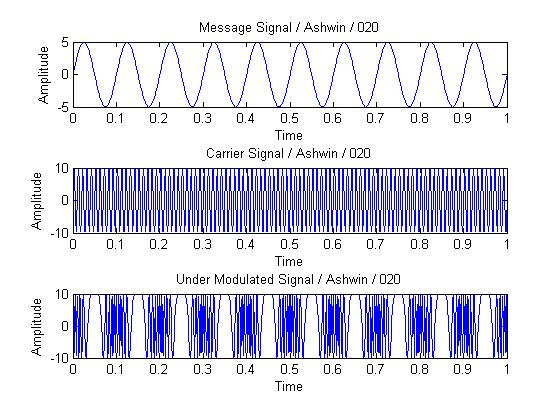 Message Signal / Ashwin / 020
5
0
-5
Amplitude
0 0.1 0.2 0.3 0.4 0.5 0.6 0.7 0.8 0.9 1
Time
Carrier Signal / Ashwin / 020
10
0
-10
Amplitude
0 0.1 0.2 0.3 0.4 0.5 0.6 0.7 0.8 0.9 1
Time
Under Modulated Signal / Ashwin / 020
10
0
-10
Amplitude
0 0.1 0.2 0.3 0.4 0.5 0.6 0.7 0.8 0.9 1
Time